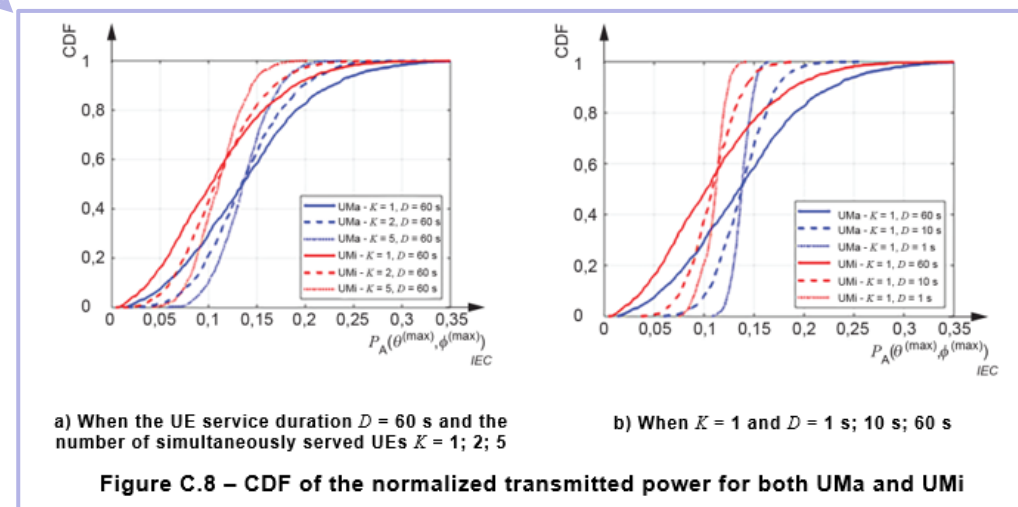 CDF
1
0,8
0,6
0,4
0,2
0
0 0,05 0,1 0,15 0,2 0,25 0,3 0,35
P_A(θ^(max),ϕ^(max))
IEC
UMa - K = 1, D = 60 s
UMa - K = 2, D = 60 s
UMa - K = 5, D = 60 s
UMi - K = 1, D = 60 s
UMi - K = 2, D = 60 s
UMi - K = 5, D = 60 s
a) When the UE service duration D = 60 s and the
number of simultaneously served UEs K = 1; 2; 5
CDF
1
0,8
0,6
0,4
0,2
0
0 0,05 0,1 0,15 0,2 0,25 0,3 0,35
P_A(θ^(max),ϕ^(max))
IEC
UMa - K = 1, D = 60 s
UMa - K = 1, D = 10 s
UMa - K = 1, D = 1 s
UMi - K = 1, D = 60 s
UMi - K = 1, D = 10 s
UMi - K = 1, D = 1 s
b) When K = 1 and D = 1 s; 10 s; 60 s
Figure C.8 – CDF of the normalized transmitted power for both UMa and UMi